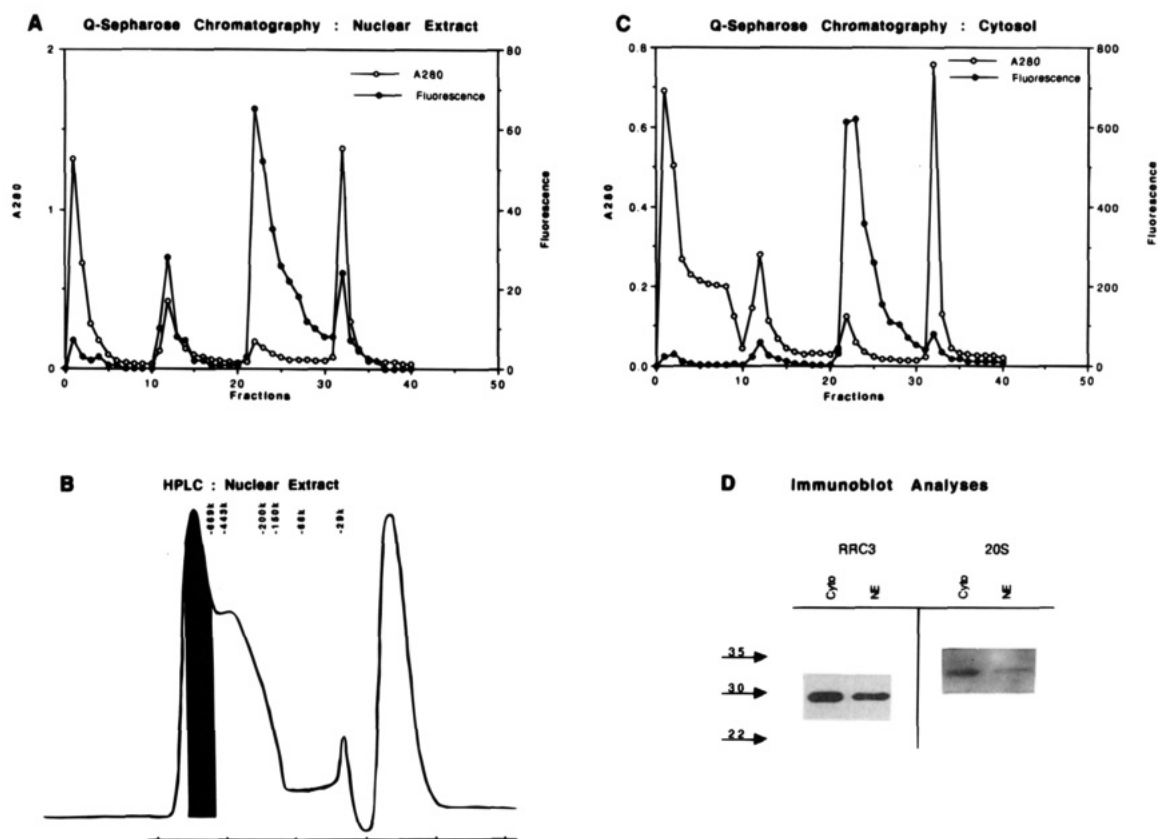 A
Q-Sepharose Chromatography : Nuclear Extract
2
1
0
A280
80
60
40
20
0
Fluorescence
A280
Fluorescence
0 10 20 30 40 50
Fractions
C
Q-Sepharose Chromatography : Cytosol
0.8
0.6
0.4
0.2
0.0
A280
800
600
400
200
0
Fluorescence
A280
Fluorescence
0 10 20 30 40 50
Fractions
B
HPLC : Nuclear Extract
-669k
-443k
-200k
-150k
-66k
-29k
D
Immunoblot Analyses
RRC3
20S
Cyto
NE
Cyto
NE
35
30
22